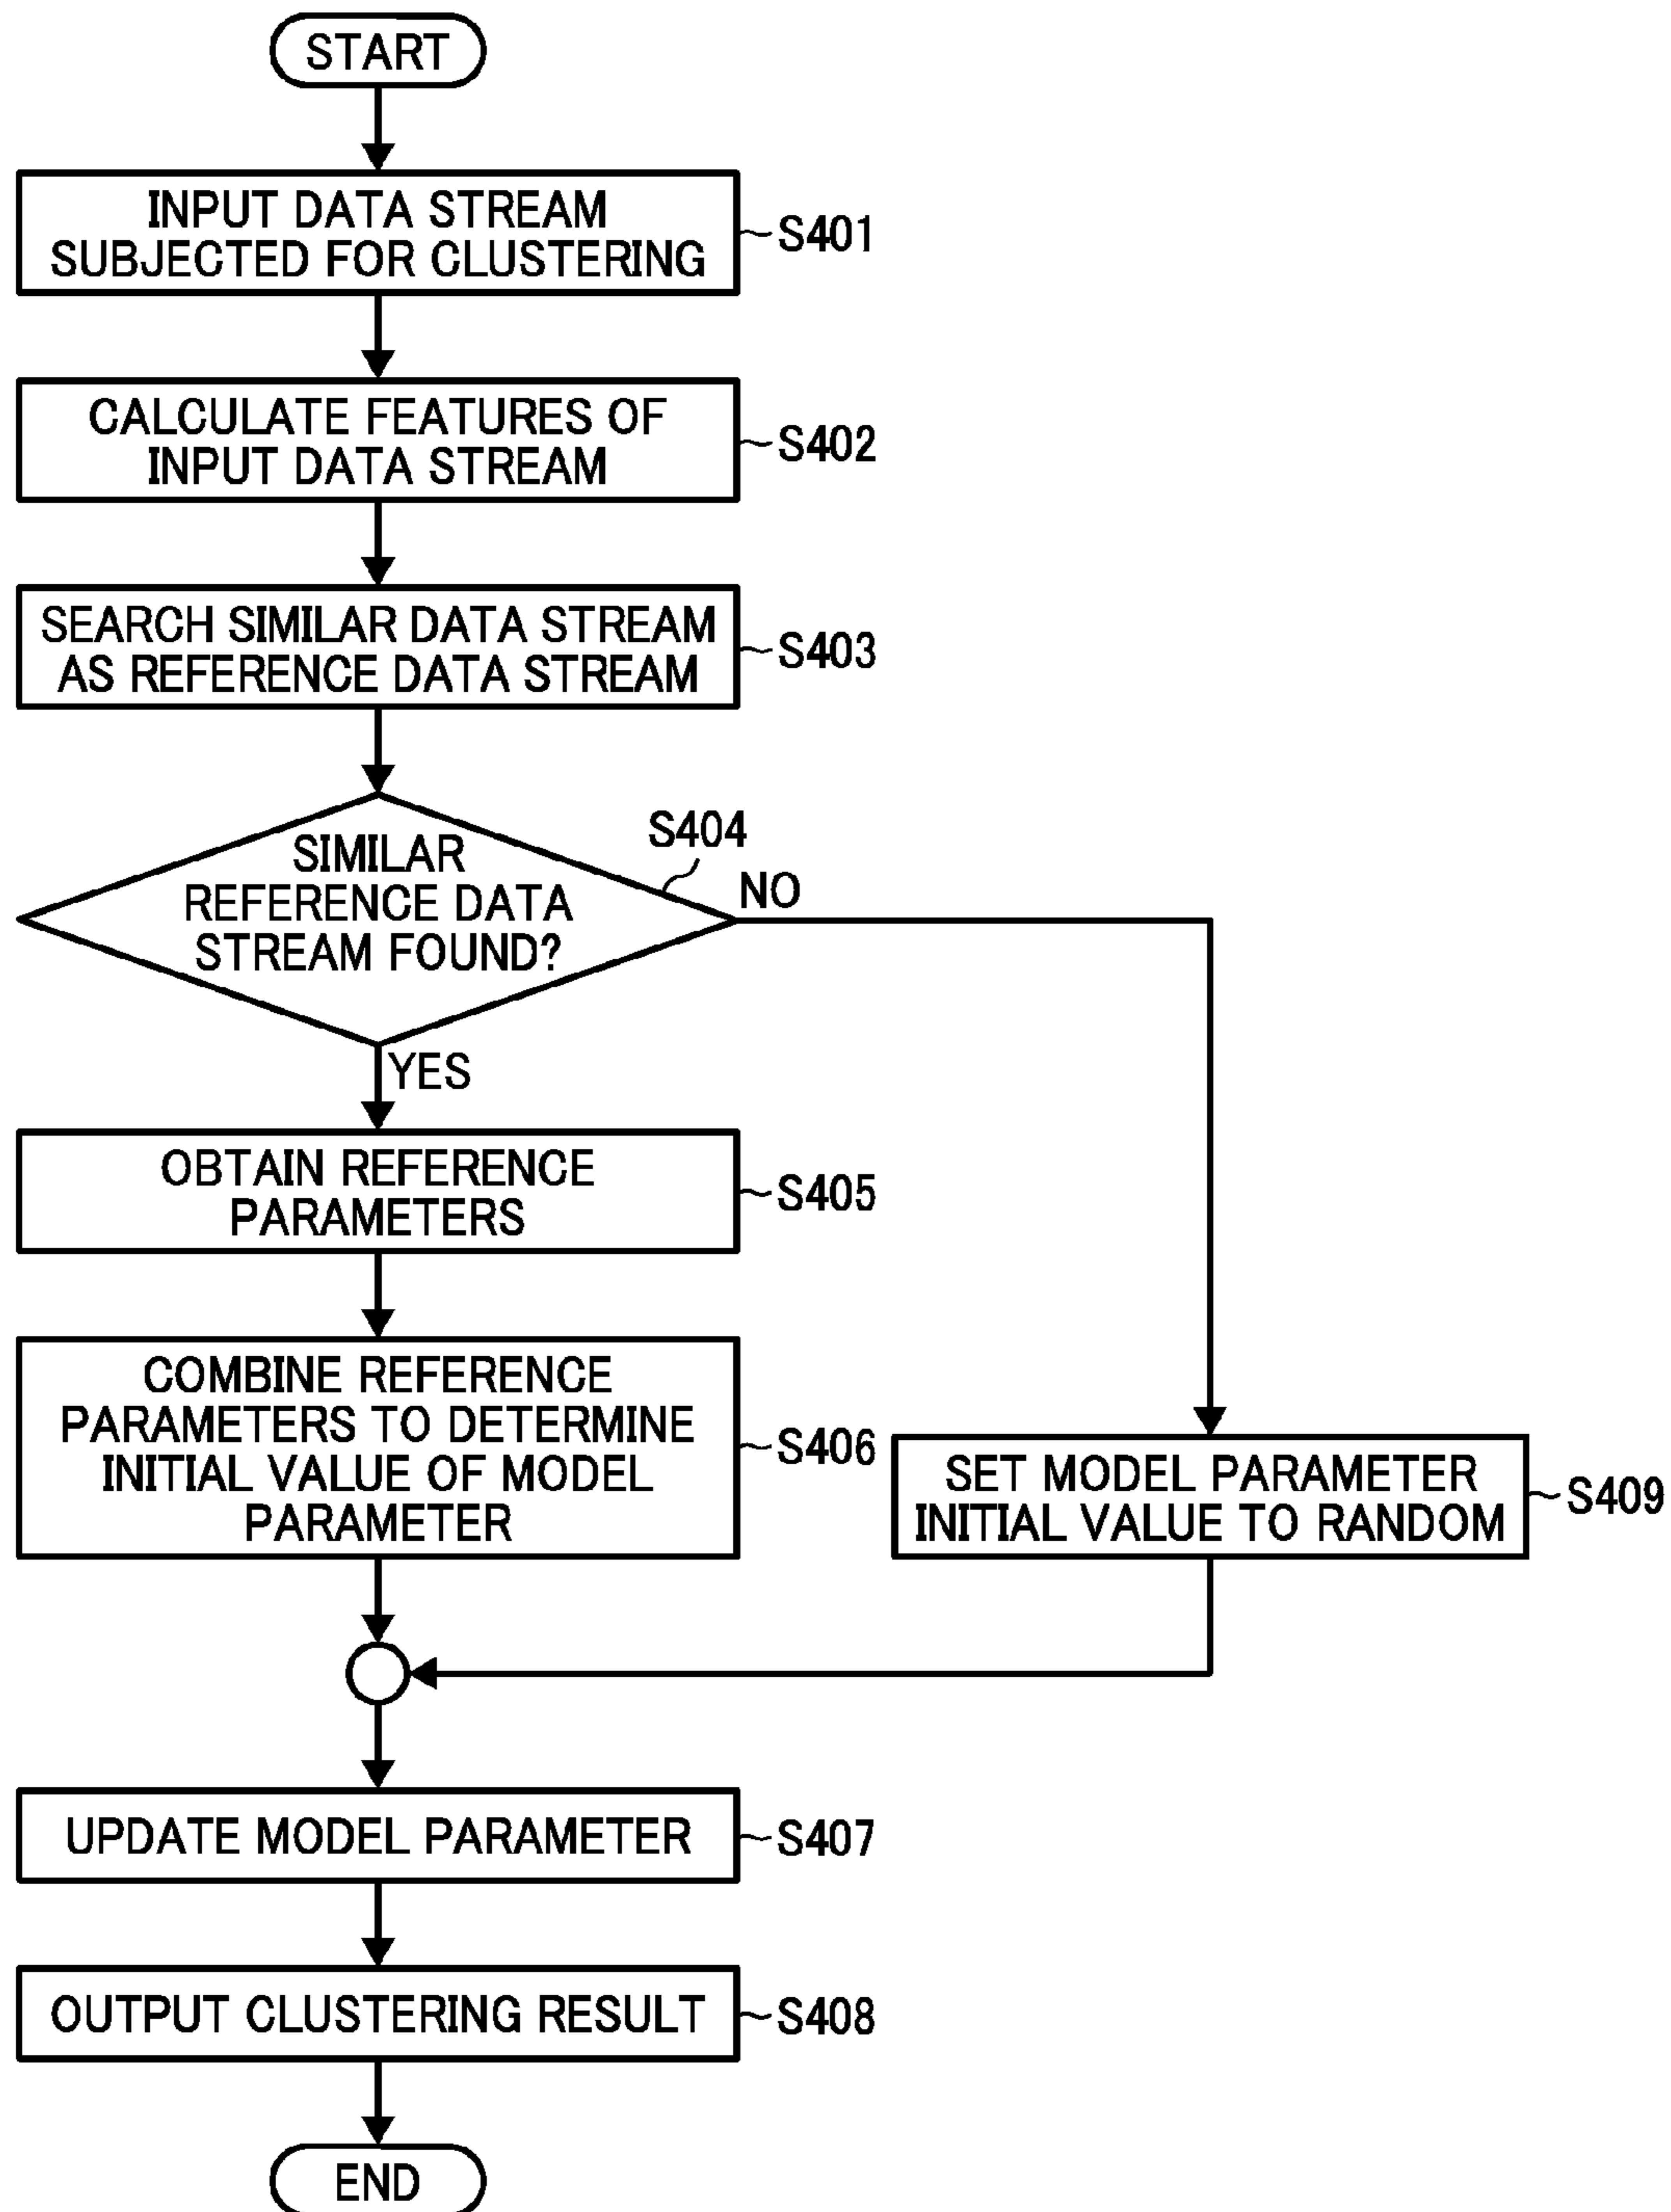 START
INPUT DATA STREAM
SUBJECTED FOR CLUSTERING
S401
CALCULATE FEATURES OF
INPUT DATA STREAM
S402
SEARCH SIMILAR DATA STREAM
AS REFERENCE DATA STREAM
S403
SIMILAR
REFERENCE DATA
STREAM FOUND?
S404
NO
YES
OBTAIN REFERENCE
PARAMETERS
S405
COMBINE REFERENCE
PARAMETERS TO DETERMINE
INITIAL VALUE OF MODEL
PARAMETER
S406
SET MODEL PARAMETER
INITIAL VALUE TO RANDOM
S409
UPDATE MODEL PARAMETER
S407
OUTPUT CLUSTERING RESULT
S408
END